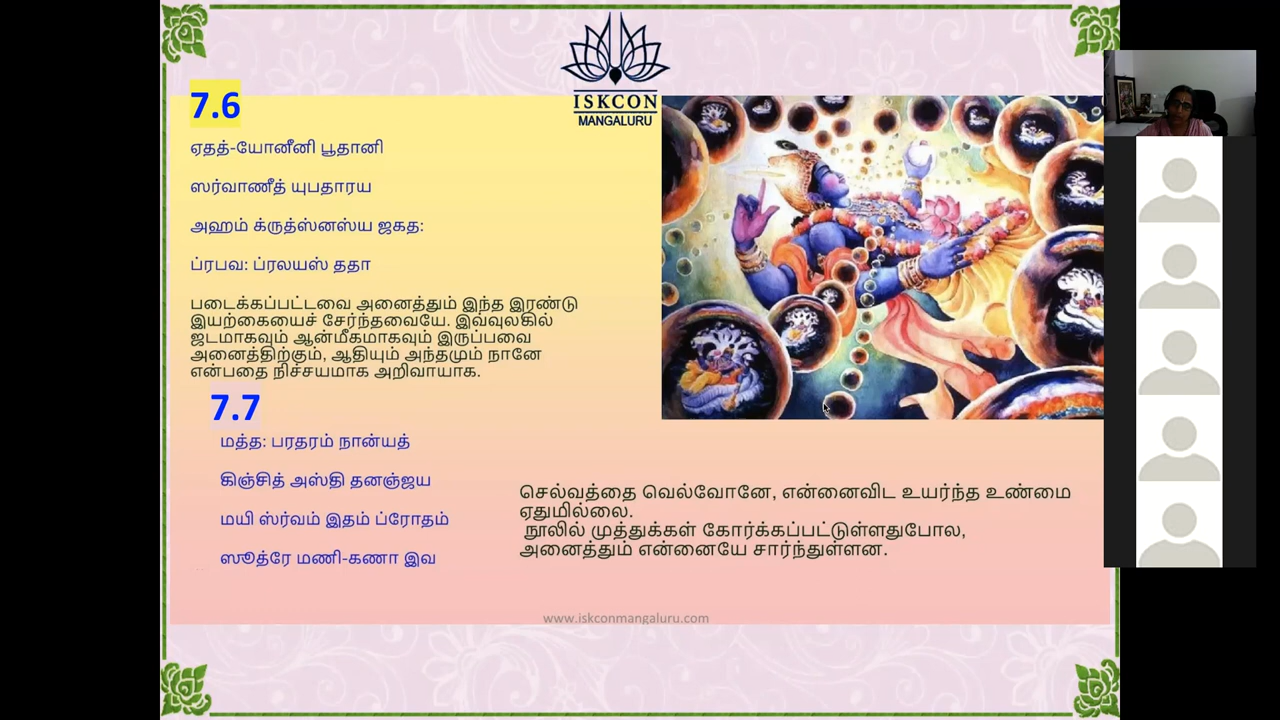 ISKCON
MANGALURU
7.6
ஏதத்-யோனீனி பூதானி
ஸர்வாணீத் யுபதாரய
அஹம் க்ருத்ஸ்னஸ்ய ஜகத:
ப்ரபவ: ப்ரலயஸ் ததா
படைக்கப்பட்டவை அனைத்தும் இந்த இரண்டு
இயற்கையைச் சேர்ந்தவையே. இவ்வுலகில்
ஜடமாகவும் ஆன்மீகமாகவும் இருப்பவை
அனைத்திற்கும், ஆதியும் அந்தமும் நானே
என்பதை நிச்சயமாக அறிவாயாக.
7.7
மத்த: பரதரம் நான்யத்
கிஞ்சித் அஸ்தி தனஞ்ஜய
மயி ஸ்ர்வம் இதம் ப்ரோதம்
ஸூத்ரே மணி-கணா இவ
செல்வத்தை வெல்வோனே, என்னைவிட உயர்ந்த உண்மை
ஏதுமில்லை.
நூலில் முத்துக்கள் கோர்க்கப்பட்டுள்ளதுபோல,
அனைத்தும் என்னையே சார்ந்துள்ளன.
www.iskconmangaluru.com